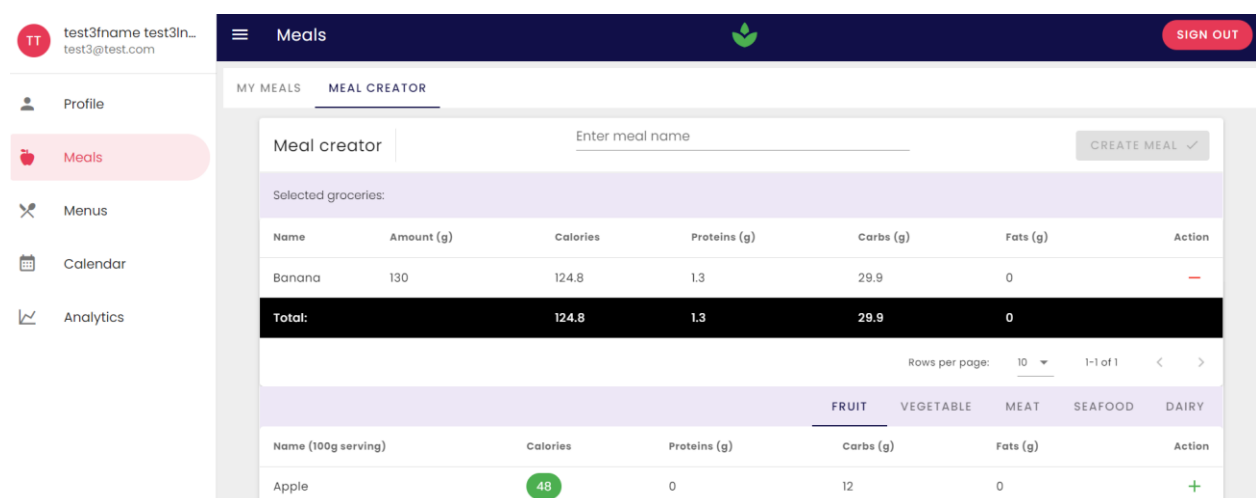 TT
test3fname test3ln...
test3@test.com
Profile
Meals
Menus
Calendar
Analytics
Meals
SIGN OUT
MY MEALS MEAL CREATOR
Meal creator Enter meal name CREATE MEAL
Selected groceries:
Name Amount (g) Calories Proteins (g) Carbs (g) Fats (g) Action
Banana 130 124.8 1.3 29.9 0
Total: 124.8 1.3 29.9 0
Rows per page: 10 1-1 of 1
FRUIT VEGETABLE MEAT SEAFOOD DAIRY
Name (100g serving) Calories Proteins (g) Carbs (g) Fats (g) Action
Apple 48 0 12 0